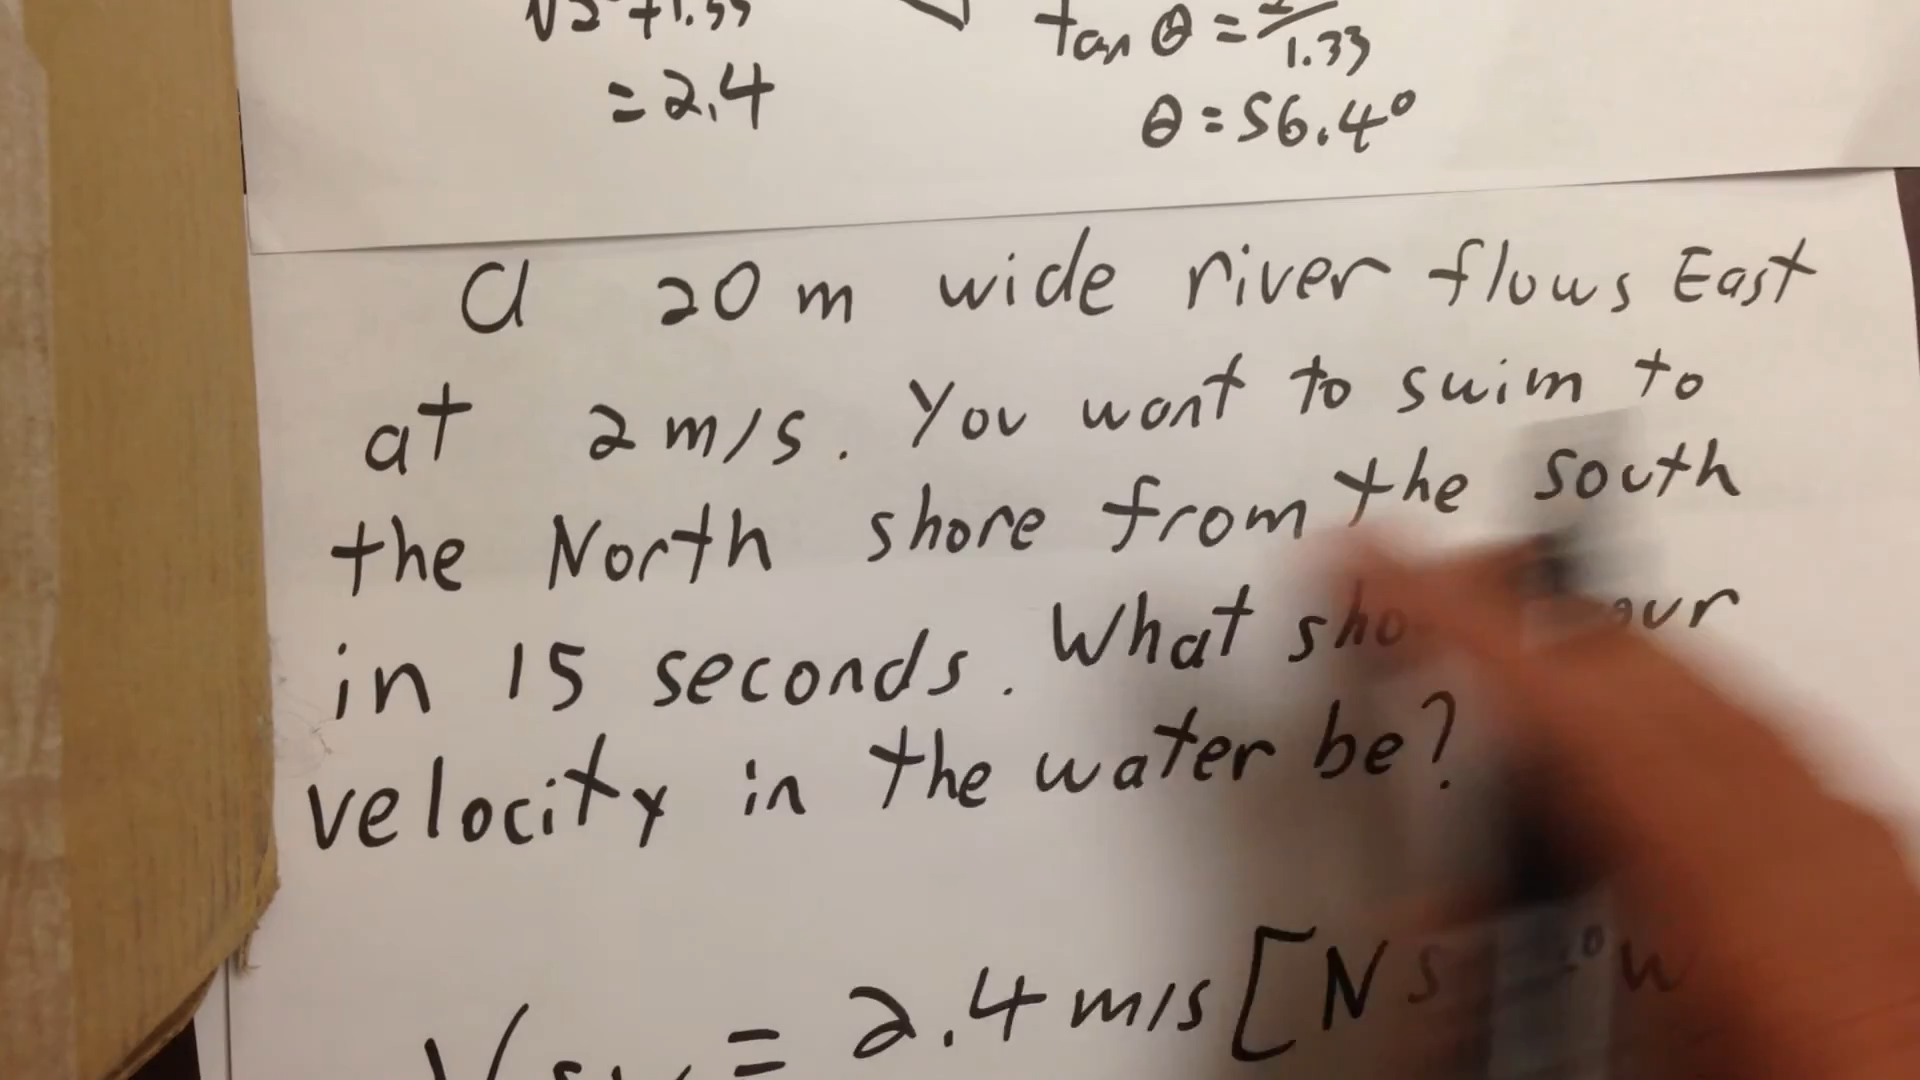 = 2.4
tan θ = /1.33
θ = 56.4°
a 20 m wide river flows East
at 2 m/s. You want to swim to
the North shore from the south
in 15 seconds. What
velocity in the water be?
= 2.4 m/s [N